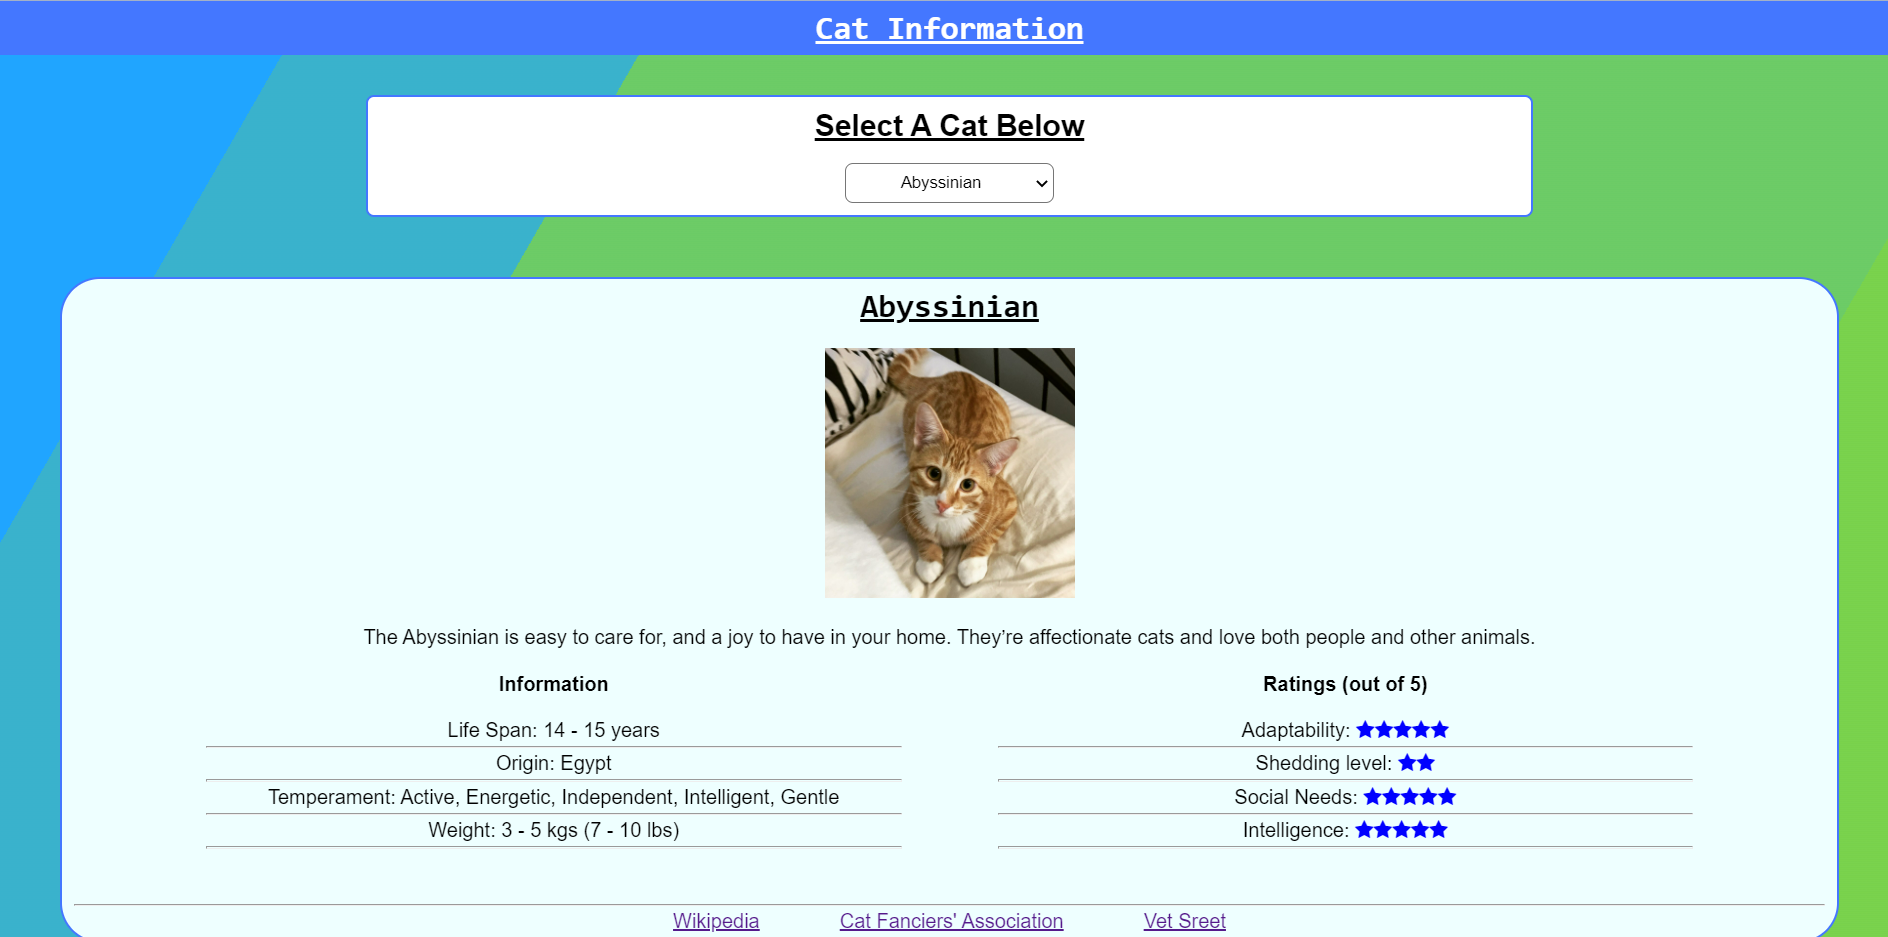 Cat Information
Select A Cat Below
Abyssinian
Abyssinian
The Abyssinian is easy to care for, and a joy to have in your home. They’re affectionate cats and love both people and other animals.
Information
Life Span: 14 - 15 years
Origin: Egypt
Temperament: Active, Energetic, Independent, Intelligent, Gentle
Weight: 3 - 5 kgs (7 - 10 lbs)
Ratings (out of 5)
Adaptability: ★★★★★
Shedding level: ★★
Social Needs: ★★★★★
Intelligence: ★★★★★
Wikipedia Cat Fanciers' Association Vet Sreet